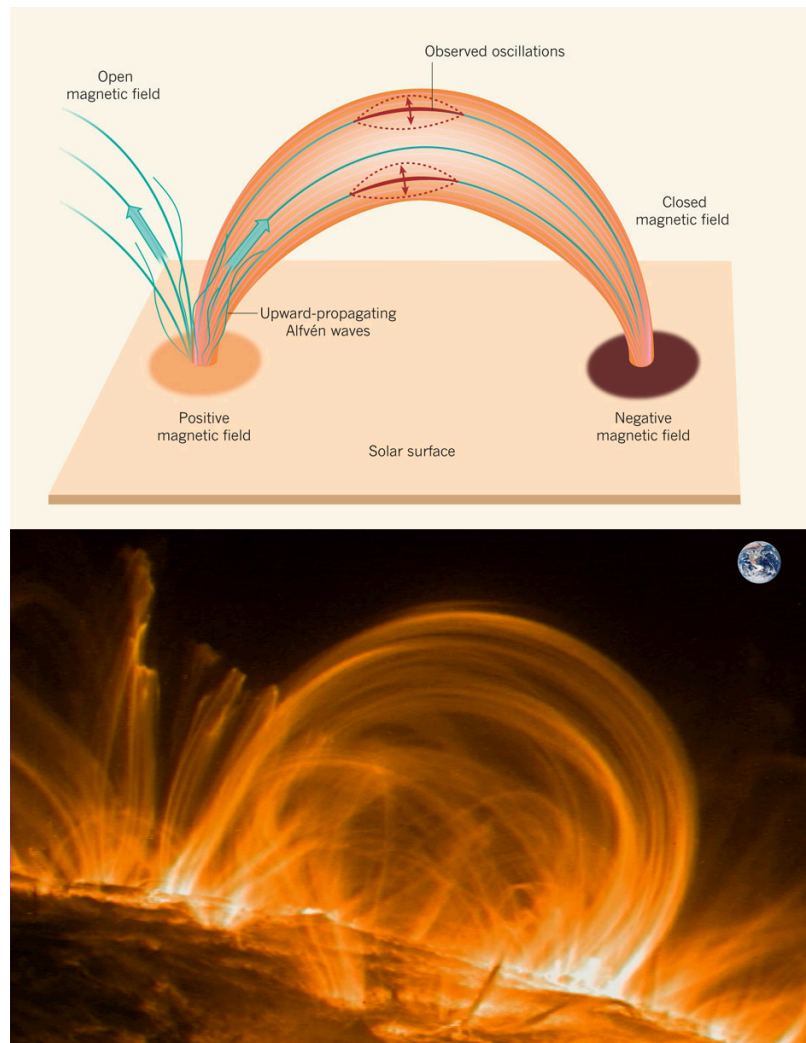 Observed oscillations
Open
magnetic field
Closed
magnetic field
Upward-propagating
Alfvén waves
Positive
magnetic field
Negative
magnetic field
Solar surface